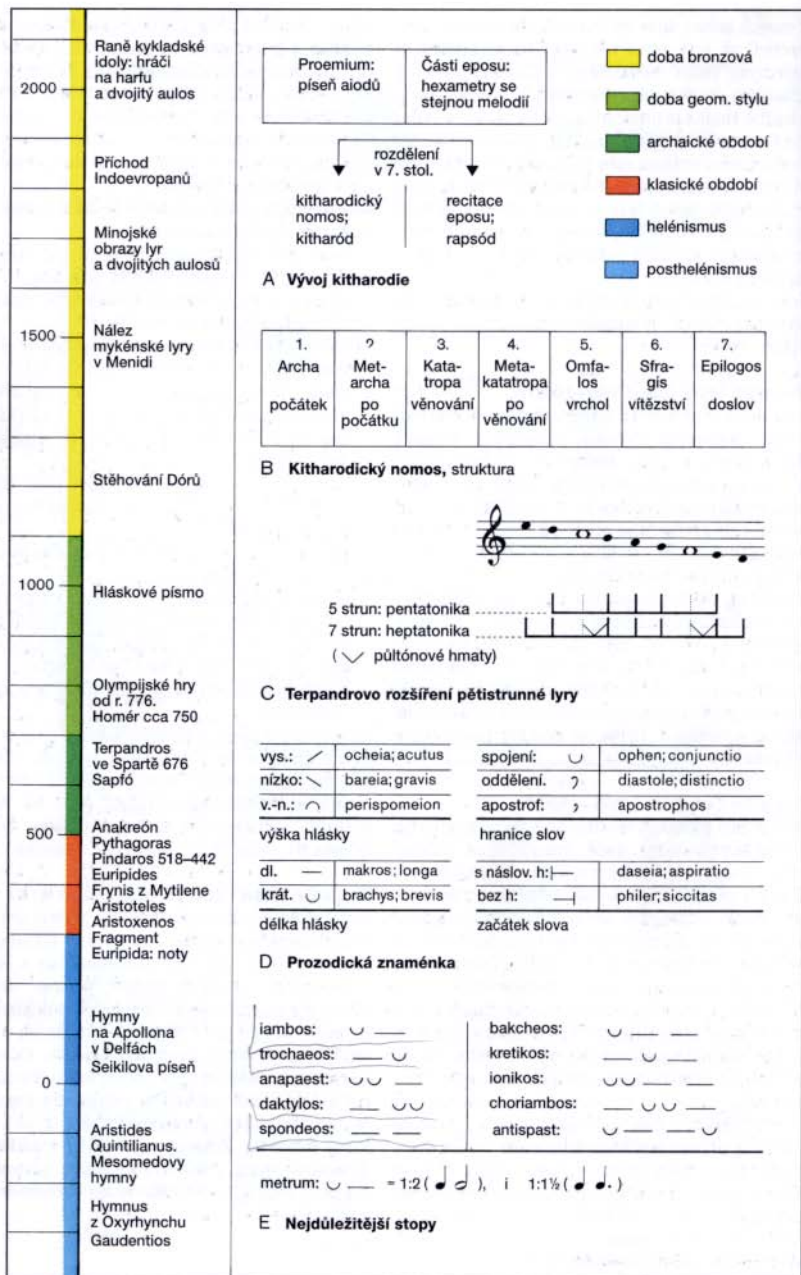 2000
1500
1000
500
0
Raně kykladské
idoly: hráči
na harfu
a dvojitý aulos
Příchod
Indoevropanů
Minojské
obrazy lyr
a dvojitých aulosů
Nález
mykénské lyry
v Menidi
Stěhování Dórů
Hláskové písmo
Olympijské hry
od r. 776.
Homér cca 750
Terpandros
ve Spartě 676
Sapfó
Anakreón
Pythagoras
Pindaros 518–442
Euripides
Frynis z Mytilene
Aristoteles
Aristoxenos
Fragment
Euripida: noty
Hymny
na Apollona
v Delfách
Seikilova píseň
Aristides
Quintilianus.
Mesomedovy
hymny
Hymnus
z Oxyrhynchu
Gaudentios
Proemium:
píseň aiodů
Části eposu:
hexametry se
stejnou melodií
rozdělení
v 7. stol.
kitharodický
nomos;
kitharód
recitace
eposu;
rapsód
A Vývoj kitharodie
doba bronzová
doba geom. stylu
archaické období
klasické období
helénismus
posthelénismus
1. ? 3. 4. 5. 6. 7.
Archa Met- Kata- Meta- Omfa- Sfra- Epilogos
archa tropa katatropa los gis
počátek po věnování po vrchol vítězství doslov
počátku věnování
B Kitharodický nomos, struktura
5 strun: pentatonika
7 strun: heptatonika
( ﹀ půltónové hmaty)
C Terpandrovo rozšíření pětistrunné lyry
vys.: ⟋ ocheia; acutus
nízko: ⟍ bareia; gravis
v.-n.: ⌒ perispomeion
výška hlásky
dl. — makros; longa
krát. ◡ brachys; brevis
délka hlásky
spojení: ◡ ophen; conjunctio
oddělení. ? diastole; distinctio
apostrof: ; apostrophos
hranice slov
s náslov. h: ⊢ daseia; aspiratio
bez h: ⊣ philer; siccitas
začátek slova
D Prozodická znaménka
iambos: ◡ —
trochaeos: — ◡
anapaest: ◡◡ —
daktylos: — ◡◡
spondeos: — —
bakcheos: ◡ — —
kretikos: — ◡ —
ionikos: ◡◡ — —
choriambos: — ◡◡ —
antispast: ◡ — — ◡
metrum: ◡ — = 1:2 (♩ 𝅗𝅥), i 1:1½ (♩ ♩.)
E Nejdůležitější stopy